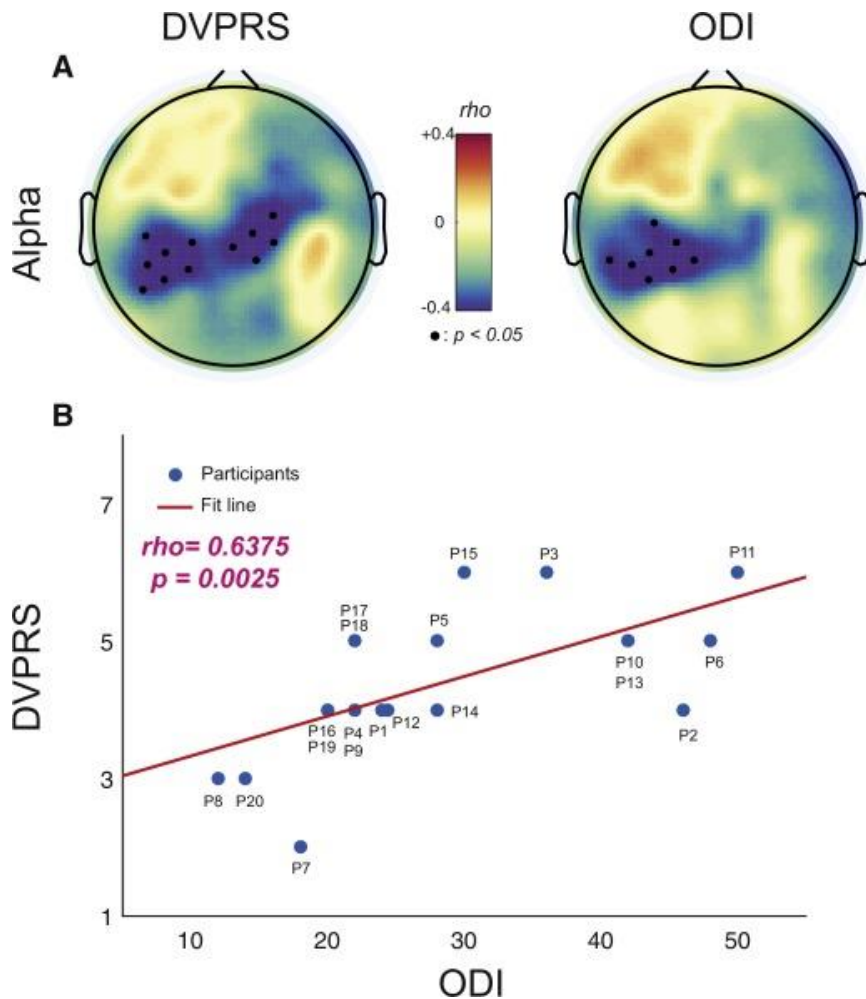 DVPRS
ODI
A
Alpha
rho
+0.4
0
-0.4
● : p < 0.05
B
DVPRS
7
5
3
1
Participants
Fit line
rho= 0.6375
p = 0.0025
P15
P3
P11
P17
P18
P5
P10
P13
P6
P16
P19
P4
P9
P1
P12
P14
P2
P8
P20
P7
10
20
30
40
50
ODI